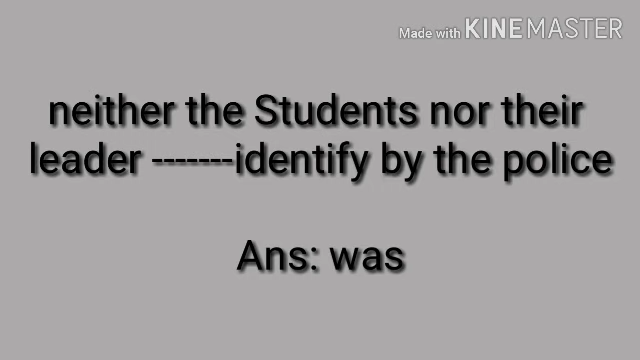 Made with KINEMASTER
neither the Students nor their
leader -------identify by the police
Ans: was